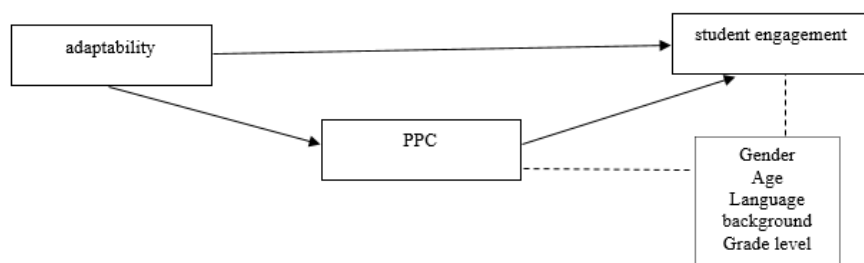 adaptability
student engagement
PPC
Gender
Age
Language
background
Grade level